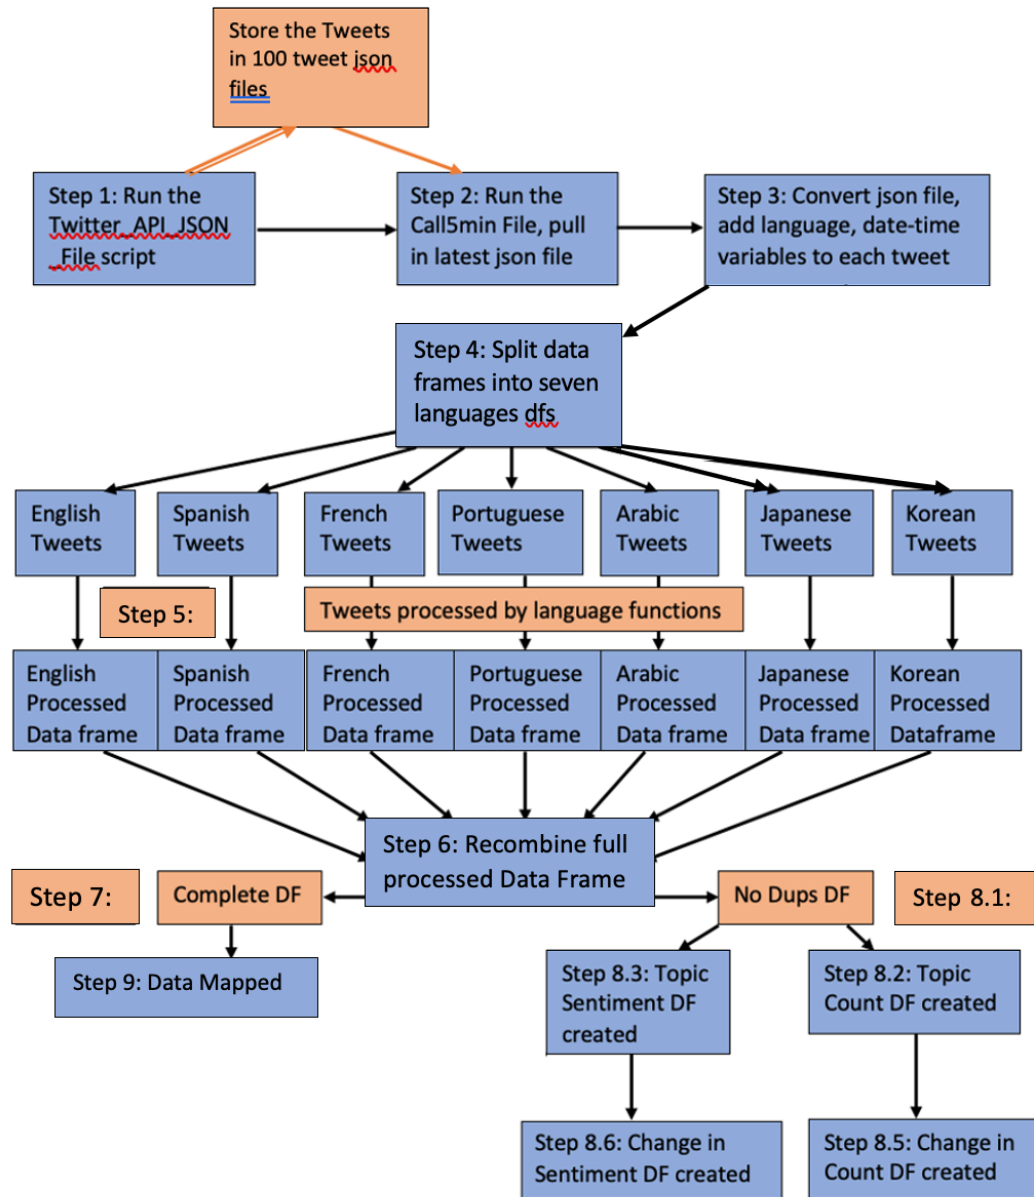 Store the Tweets
in 100 tweet json
files
Step 1: Run the
Twitter_API_JSON
_File script
Step 2: Run the
Call5min File, pull
in latest json file
Step 3: Convert json file,
add language, date-time
variables to each tweet
Step 4: Split data
frames into seven
languages dfs
English
Tweets
Spanish
Tweets
French
Tweets
Portuguese
Tweets
Arabic
Tweets
Japanese
Tweets
Korean
Tweets
Step 5:
Tweets processed by language functions
English
Processed
Data frame
Spanish
Processed
Data frame
French
Processed
Data frame
Portuguese
Processed
Data frame
Arabic
Processed
Data frame
Japanese
Processed
Data frame
Korean
Processed
Dataframe
Step 6: Recombine full
processed Data Frame
Step 7:
Complete DF
No Dups DF
Step 8.1:
Step 9: Data Mapped
Step 8.3: Topic
Sentiment DF
created
Step 8.2: Topic
Count DF created
Step 8.6: Change in
Sentiment DF created
Step 8.5: Change in
Count DF created